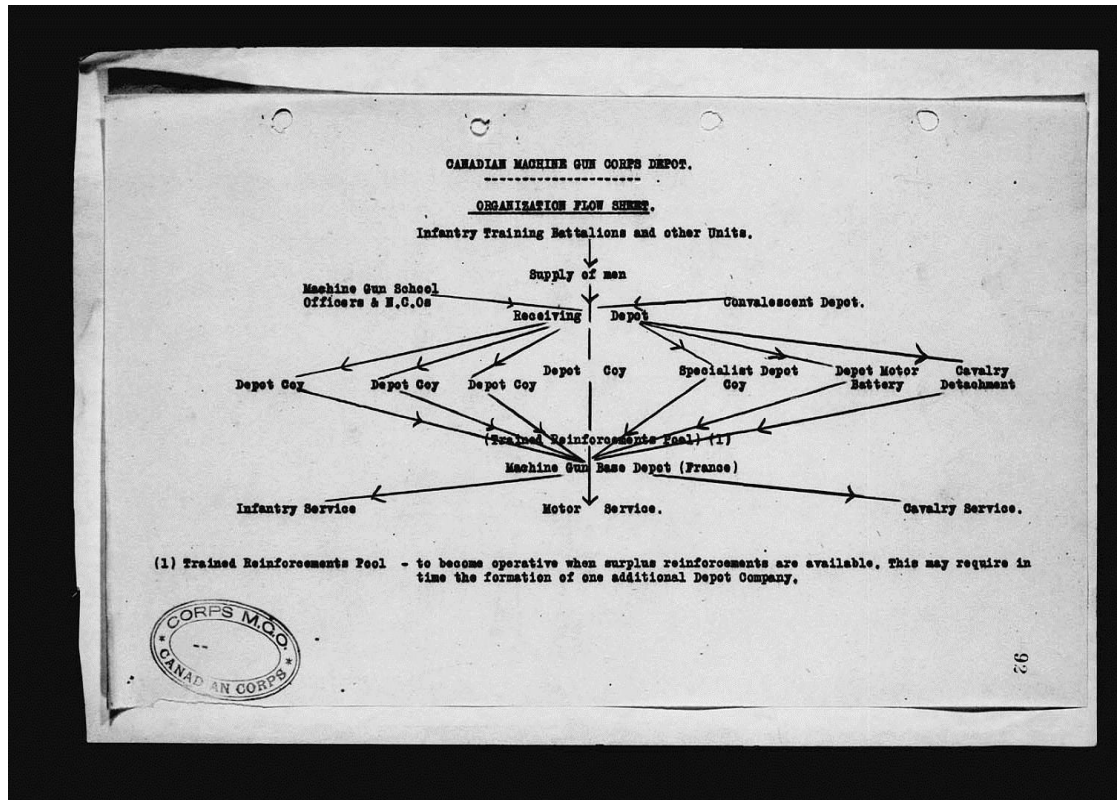 CANADIAN MACHINE GUN CORPS DEPOT.
ORGANIZATION FLOW SHEET.
Infantry Training Battalions and other Units.
Supply of men
Machine Gun School
Officers & N.C.Os
Convalescent Depot.
Receiving Depot
Depot Coy
Depot Coy
Depot Coy
Depot Coy
Specialist Depot
Coy
Depot Motor
Battery
Cavalry
Detachment
(Trained Reinforcements Pool) (1)
Machine Gun Base Depot (France)
Infantry Service
Motor Service.
Cavalry Service.
(1) Trained Reinforcements Pool - to become operative when surplus reinforcements are available. This may require in
time the formation of one additional Depot Company.
CORPS M.G.O.
CANAD AN CORPS
92